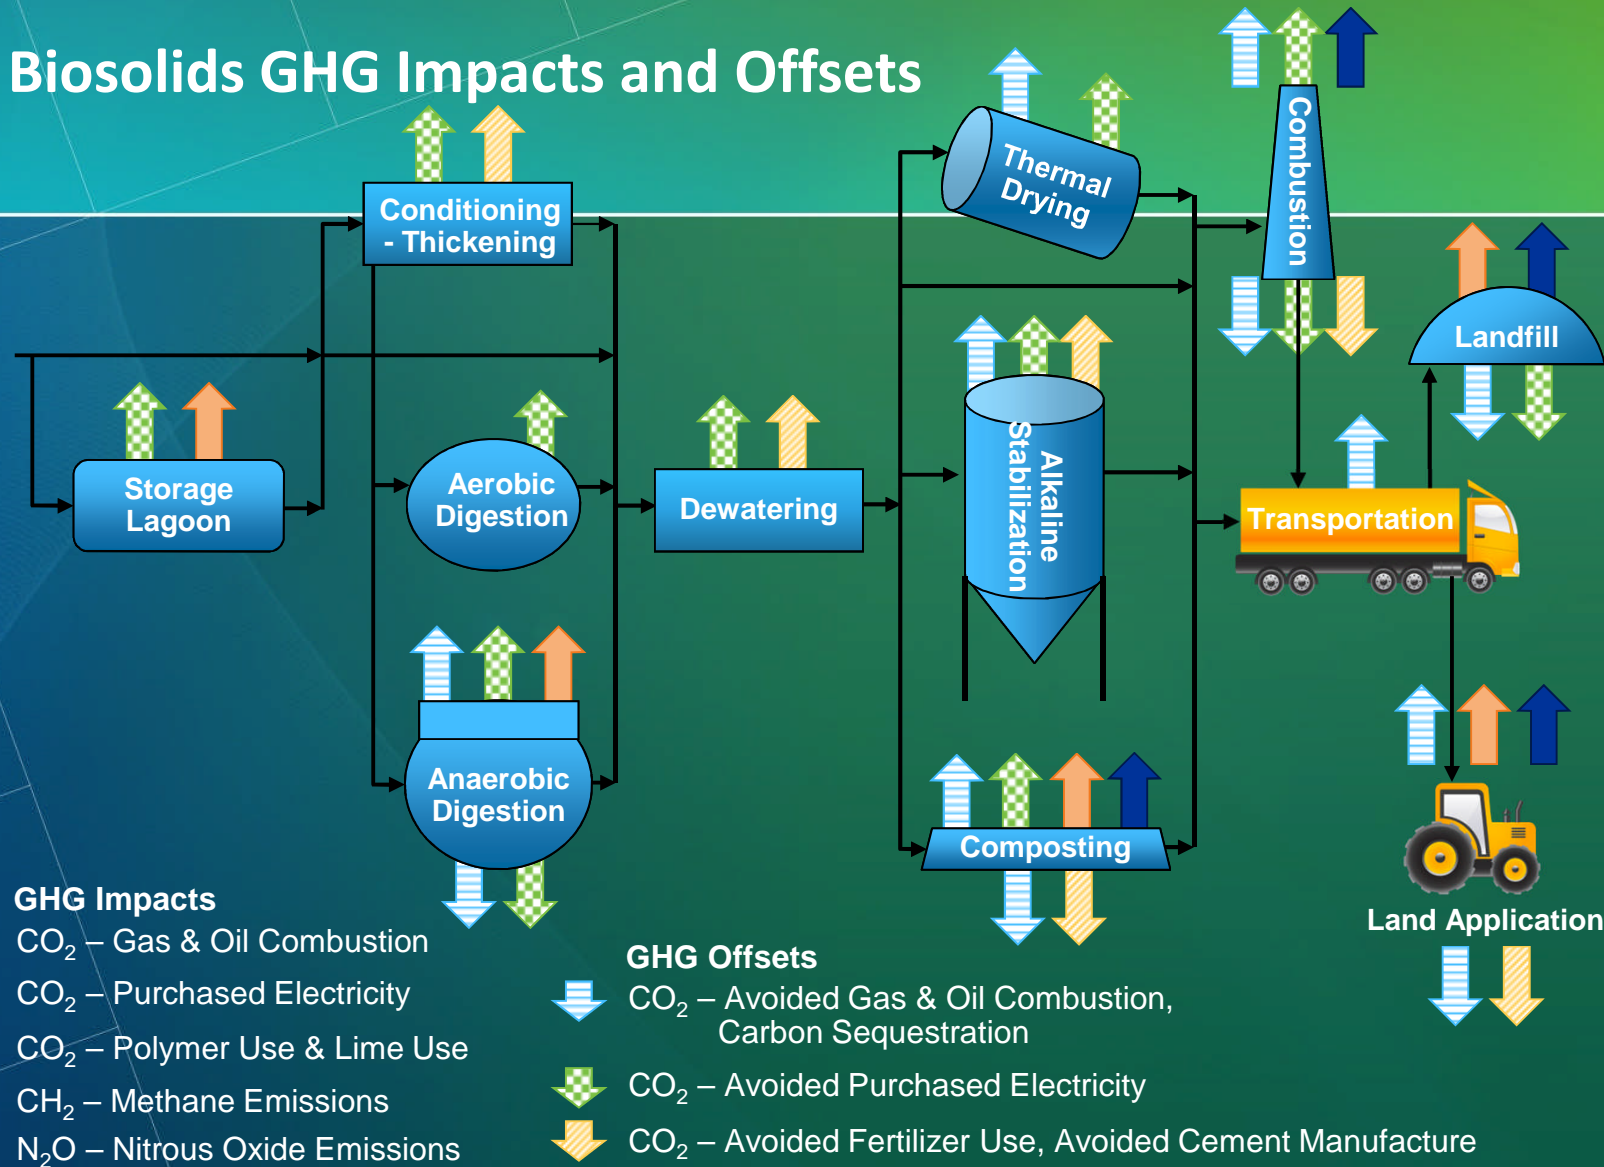 Biosolids GHG Impacts and Offsets
Combustion
Thermal
Drying
Conditioning
- Thickening
Landfill
Storage
Lagoon
Aerobic
Digestion
Dewatering
Alkaline
Stabilization
Transportation
Anaerobic
Digestion
Composting
Land Application
GHG Impacts
CO₂ – Gas & Oil Combustion
CO₂ – Purchased Electricity
CO₂ – Polymer Use & Lime Use
CH₂ – Methane Emissions
N₂O – Nitrous Oxide Emissions
GHG Offsets
CO₂ – Avoided Gas & Oil Combustion,
Carbon Sequestration
CO₂ – Avoided Purchased Electricity
CO₂ – Avoided Fertilizer Use, Avoided Cement Manufacture